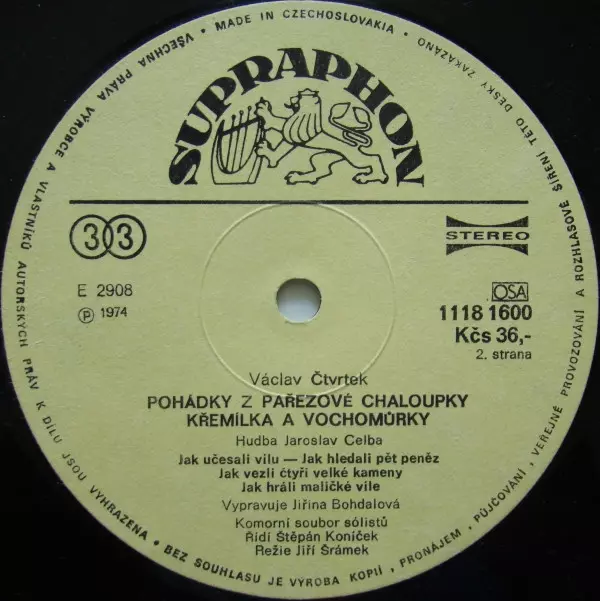 VŠECHNA PRÁVA VÝROBCE A VLASTNÍKŮ AUTORSKÝCH PRÁV K DÍLU JSOU VYHRAZENA • BEZ SOUHLASU JE VÝROBA KOPIÍ, PRONÁJEM, PŮJČOVÁNÍ, VEŘEJNÉ PROVOZOVÁNÍ A ROZHLASOVÉ ŠÍŘENÍ TÉTO DESKY ZAKÁZÁNO • MADE IN CZECHOSLOVAKIA •
SUPRAPHON
33
STEREO
E 2908
Ⓟ 1974
OSA
1118 1600
Kčs 36,-
2. strana
Václav Čtvrtek
POHÁDKY Z PAŘEZOVÉ CHALOUPKY
KŘEMÍLKA A VOCHOMŮRKY
Hudba Jaroslav Celba
Jak učesali vílu — Jak hledali pět peněz
Jak vezli čtyři velké kameny
Jak hráli maličké víle
Vypravuje Jiřina Bohdalová
Komorní soubor sólistů
Řídí Štěpán Koníček
Režie Jiří Šrámek